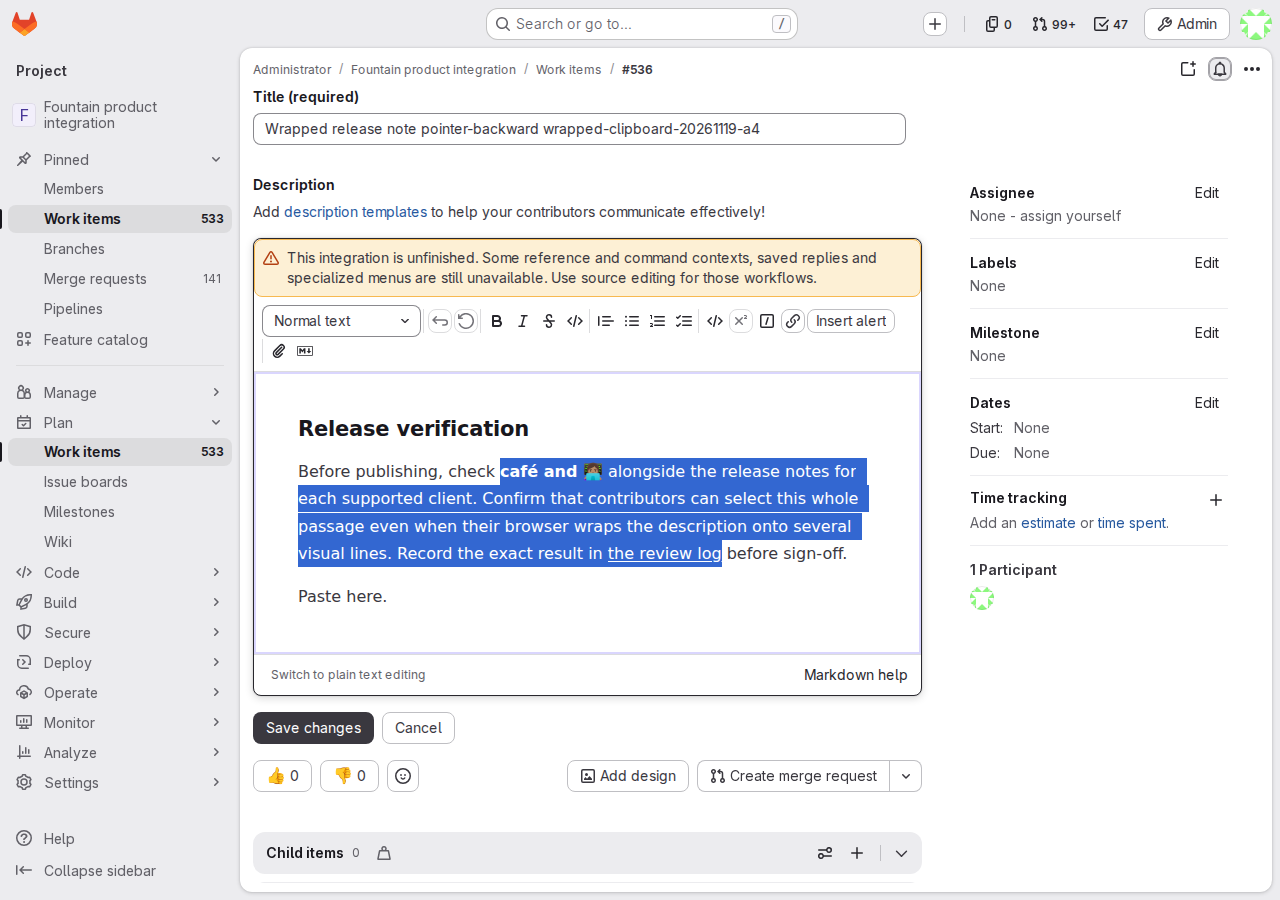 Search or go to...
/
0
99+
47
Admin
Project
F
Fountain product
integration
Pinned
Members
Work items
533
Branches
Merge requests
141
Pipelines
Feature catalog
Manage
Plan
Work items
533
Issue boards
Milestones
Wiki
Code
Build
Secure
Deploy
Operate
Monitor
Analyze
Settings
Help
Collapse sidebar
Administrator / Fountain product integration / Work items / #536
Title (required)
Wrapped release note pointer-backward wrapped-clipboard-20261119-a4
Description
Add description templates to help your contributors communicate effectively!
This integration is unfinished. Some reference and command contexts, saved replies and
specialized menus are still unavailable. Use source editing for those workflows.
Normal text
Insert alert
Release verification
Before publishing, check café and 🧑🏽‍💻 alongside the release notes for
each supported client. Confirm that contributors can select this whole
passage even when their browser wraps the description onto several
visual lines. Record the exact result in the review log before sign-off.
Paste here.
Switch to plain text editing
Markdown help
Save changes
Cancel
👍 0
👎 0
Add design
Create merge request
Child items 0
Assignee
Edit
None - assign yourself
Labels
Edit
None
Milestone
Edit
None
Dates
Edit
Start: None
Due: None
Time tracking
Add an estimate or time spent.
1 Participant